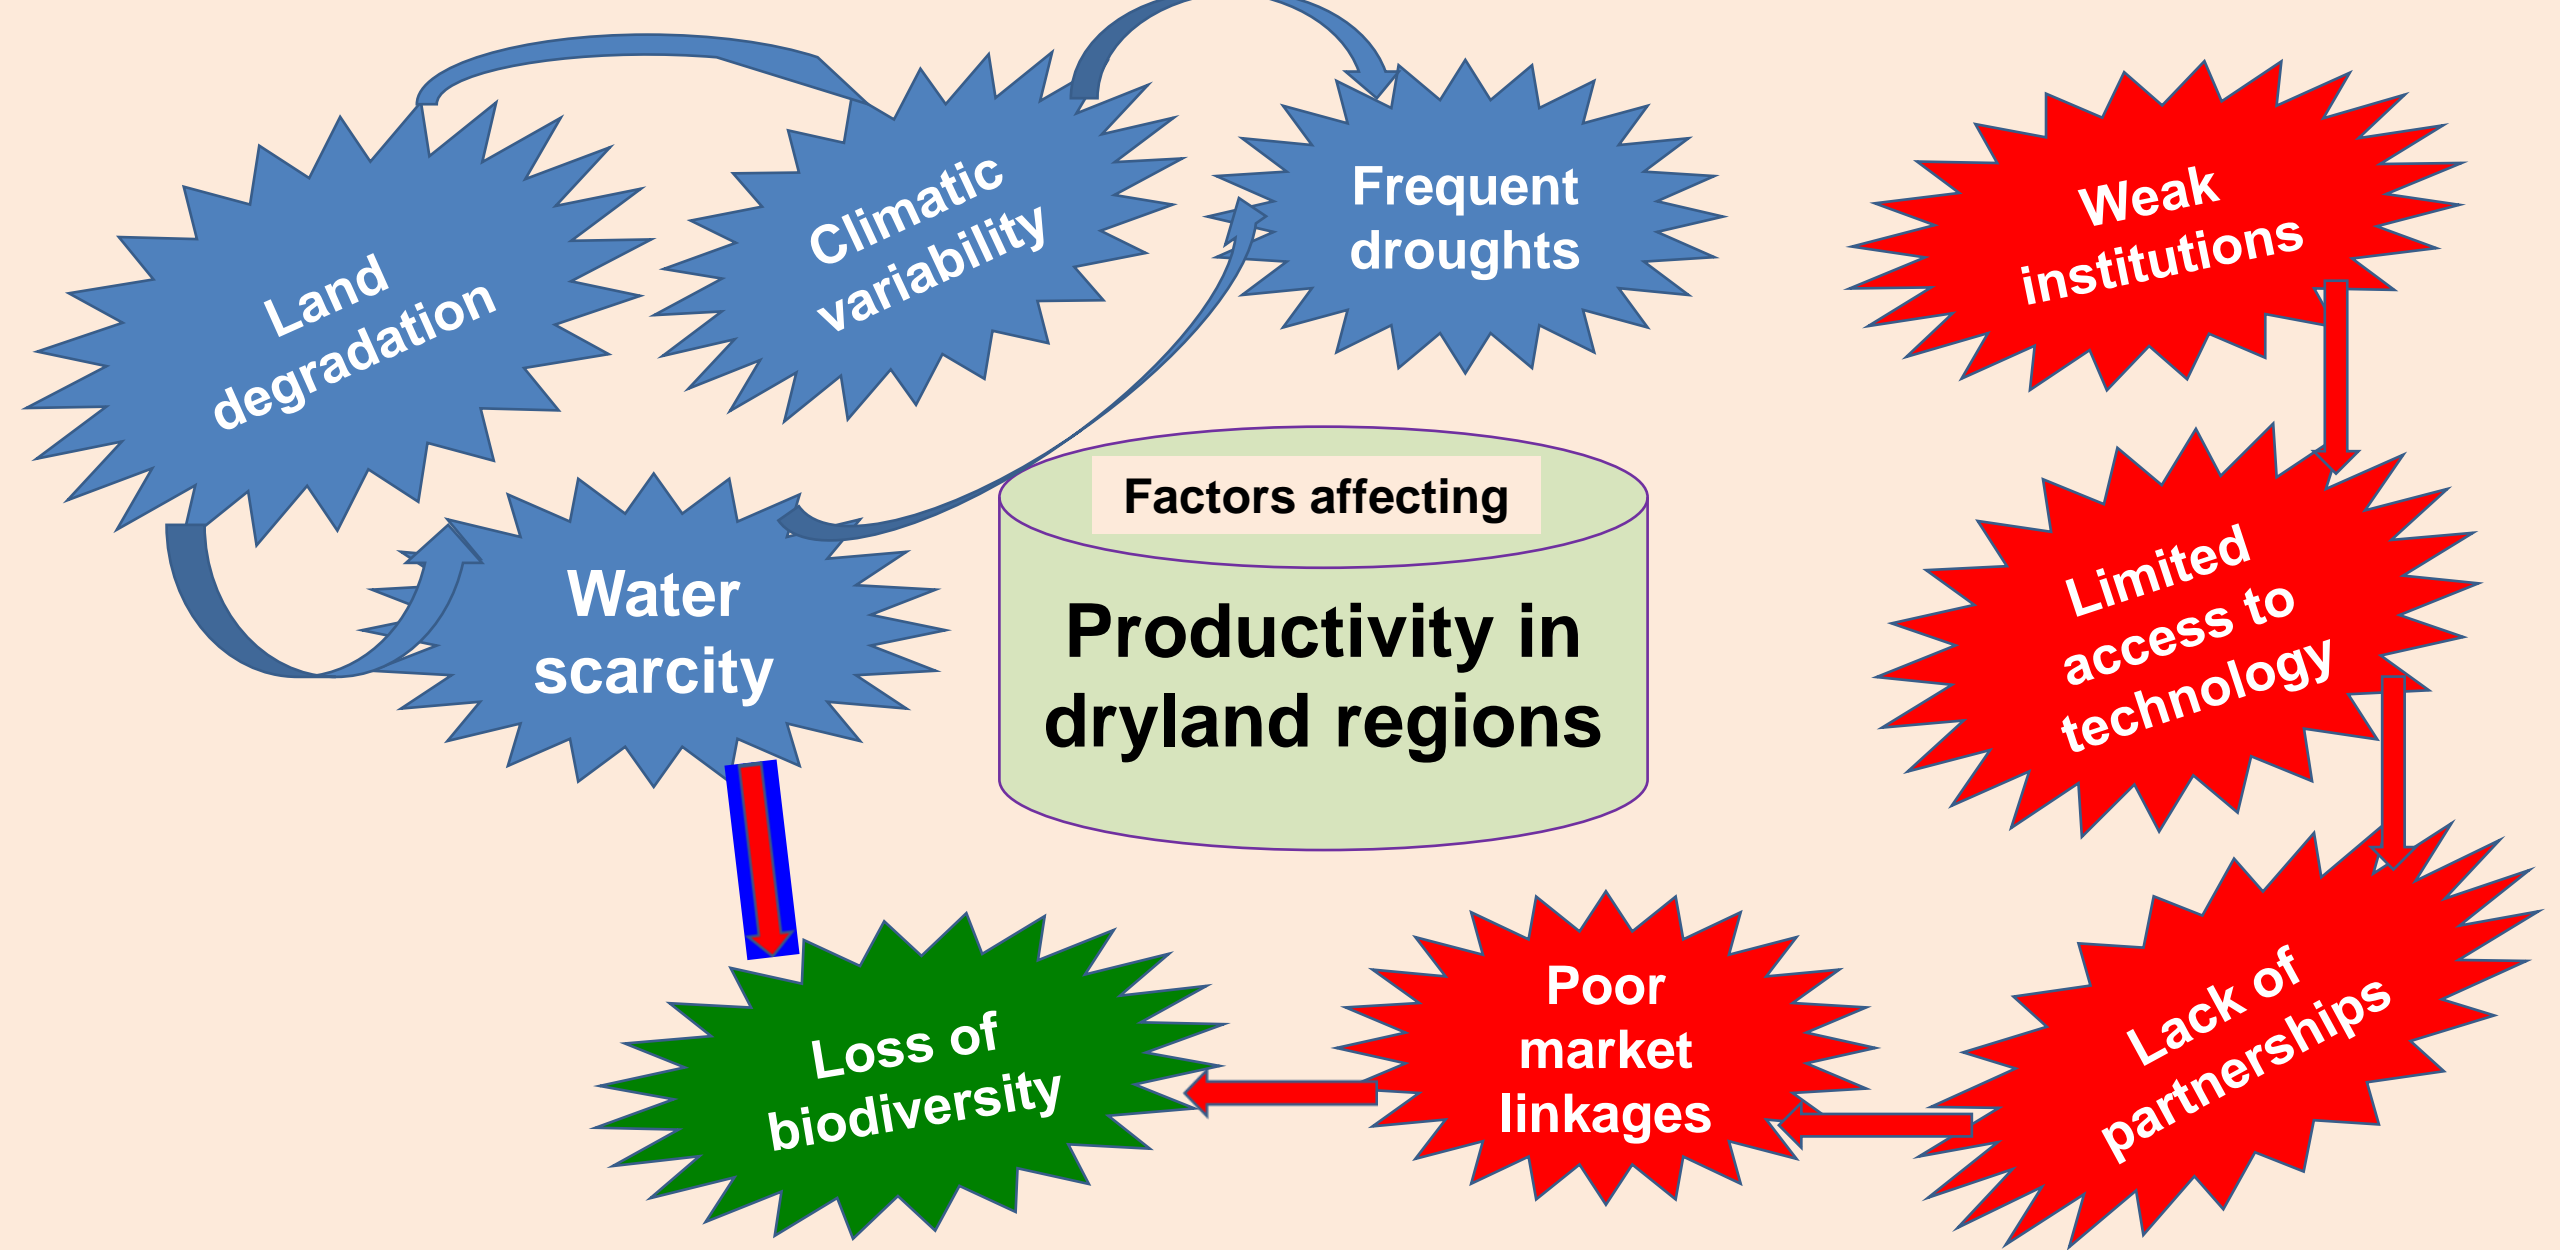 Land
degradation
Climatic
variability
Frequent
droughts
Weak
institutions
Water
scarcity
Factors affecting
Productivity in
dryland regions
Limited
access to
technology
Loss of
biodiversity
Poor
market
linkages
Lack of
partnerships